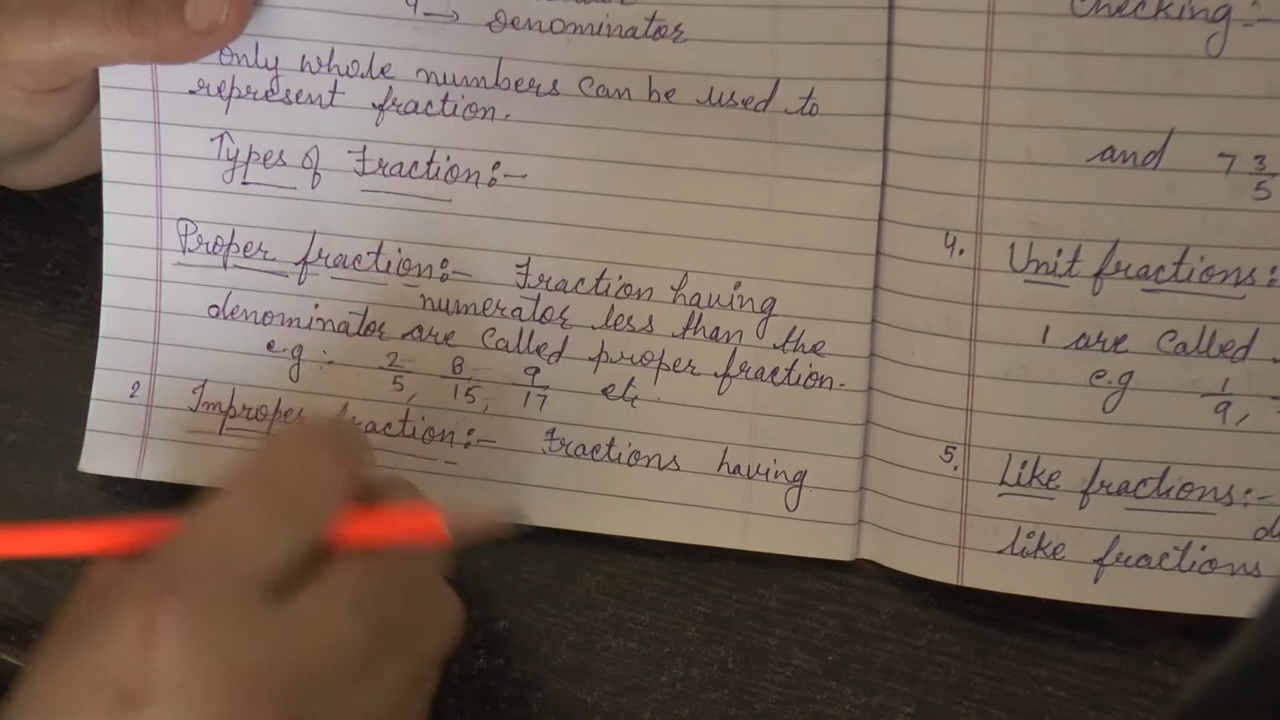 4 → Denominator
Only whole numbers can be used to
represent fraction.
Types of Fraction:-
Proper fraction:- Fraction having
numerator less than the
denominator are called proper fraction.
e.g :- 2/5, 8/15, 9/17 etc
2 Improper fraction:- Fractions having
Checking:-
and 7 3/5
4. Unit fractions:
1 are called
e.g 1/9,
5. Like fractions:-
like fractions